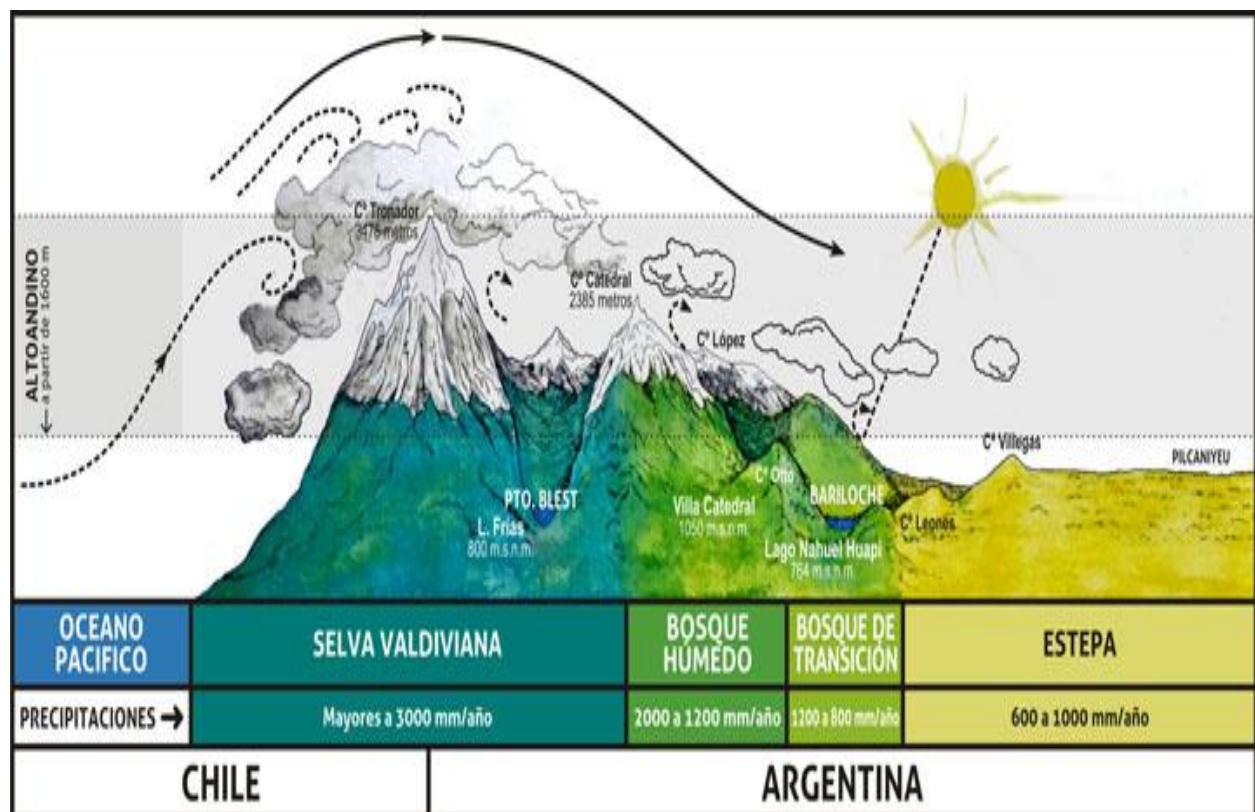 ALTOANDINO
← a partir de 1600 m
Cº Tronador
3478 metros
Cº Catedral
2385 metros
Cº López
Cº Villegas
PILCANIYEU
PTO. BLEST
L. Frías
800 m.s.n.m.
Villa Catedral
1050 m.s.n.m.
Cº Otto
BARILOCHE
Cº Leones
Lago Nahuel Huapi
764 m.s.n.m.
OCEANO
PACIFICO
SELVA VALDIVIANA
BOSQUE
HÚMEDO
BOSQUE DE
TRANSICIÓN
ESTEPA
PRECIPITACIONES →
Mayores a 3000 mm/año
2000 a 1200 mm/año
1200 a 800 mm/año
600 a 1000 mm/año
CHILE
ARGENTINA